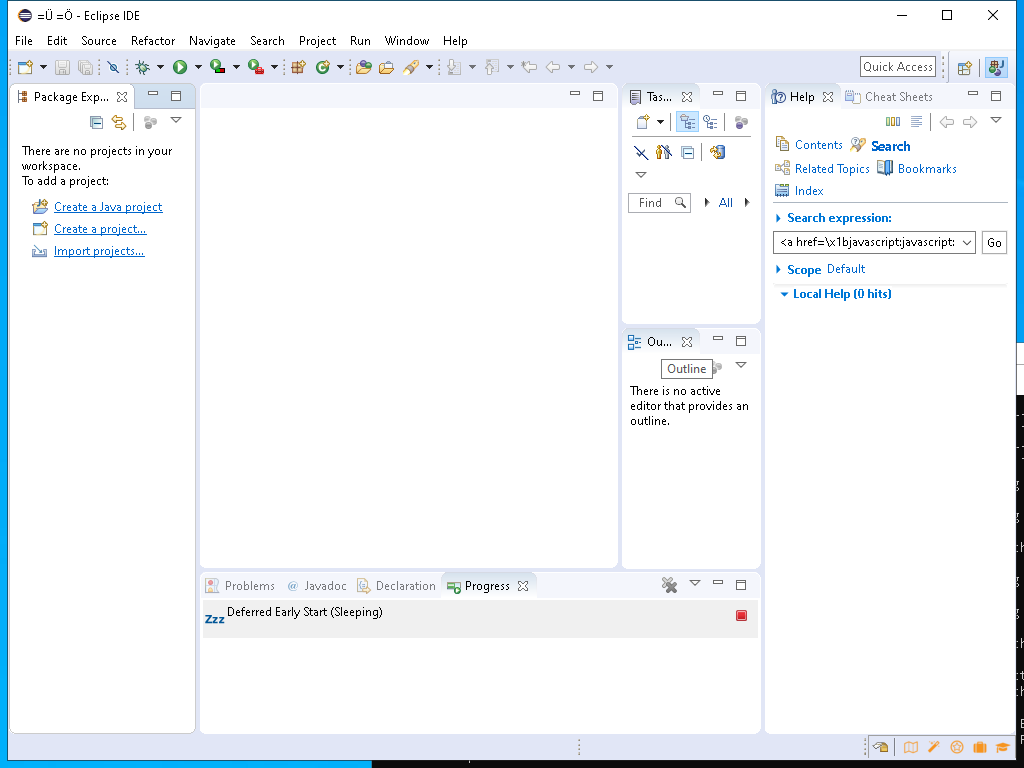 =Ü =Ö - Eclipse IDE
File Edit Source Refactor Navigate Search Project Run Window Help
Quick Access
Package Exp...
There are no projects in your
workspace.
To add a project:
Create a Java project
Create a project...
Import projects...
Tas...
Find
All
Ou...
Outline
There is no active
editor that provides an
outline.
Help Cheat Sheets
Contents Search
Related Topics Bookmarks
Index
Search expression:
<a href=\x1bjavascript:javascript:
Go
Scope Default
Local Help (0 hits)
Problems @ Javadoc Declaration Progress
Zzz Deferred Early Start (Sleeping)